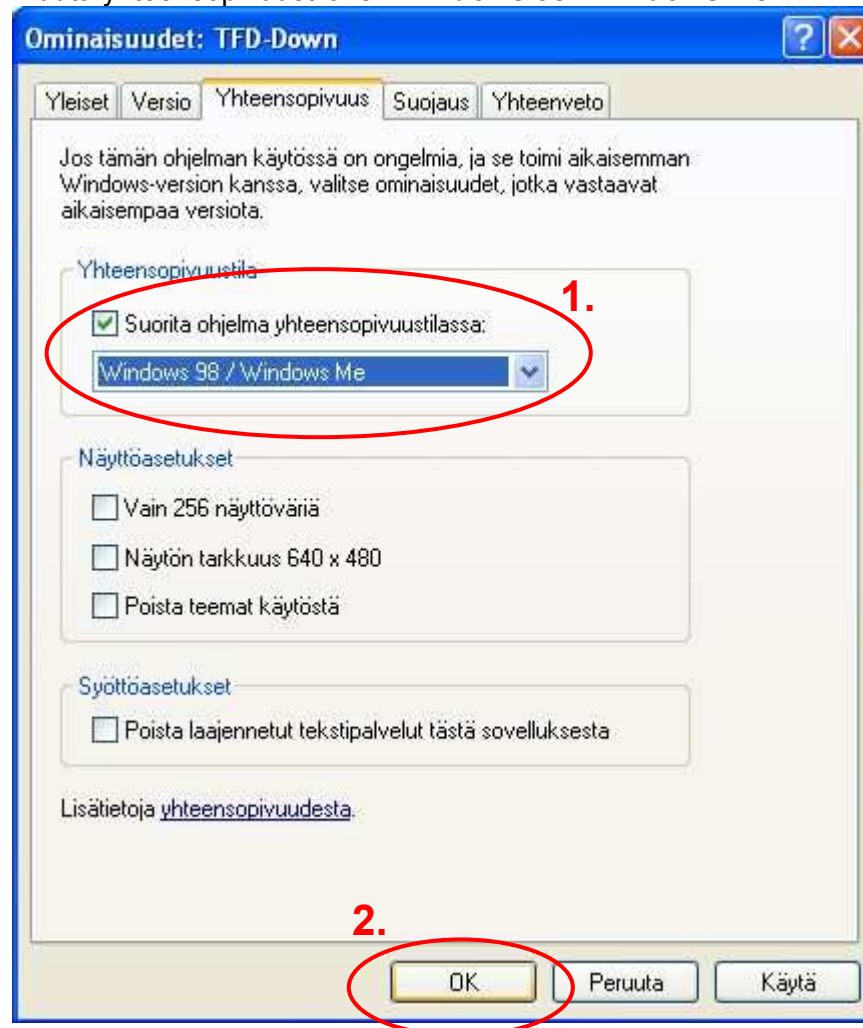 Ominaisuudet: TFD-Down
Yleiset Versio Yhteensopivuus Suojaus Yhteenveto
Jos tämän ohjelman käytössä on ongelmia, ja se toimi aikaisemman
Windows-version kanssa, valitse ominaisuudet, jotka vastaavat
aikaisempaa versiota.
Yhteensopivuustila
1.
Suorita ohjelma yhteensopivuustilassa:
Windows 98 / Windows Me
Näyttöasetukset
Vain 256 näyttöväriä
Näytön tarkkuus 640 x 480
Poista teemat käytöstä
Syöttöasetukset
Poista laajennetut tekstipalvelut tästä sovelluksesta
Lisätietoja yhteensopivuudesta.
2.
OK Peruuta Käytä